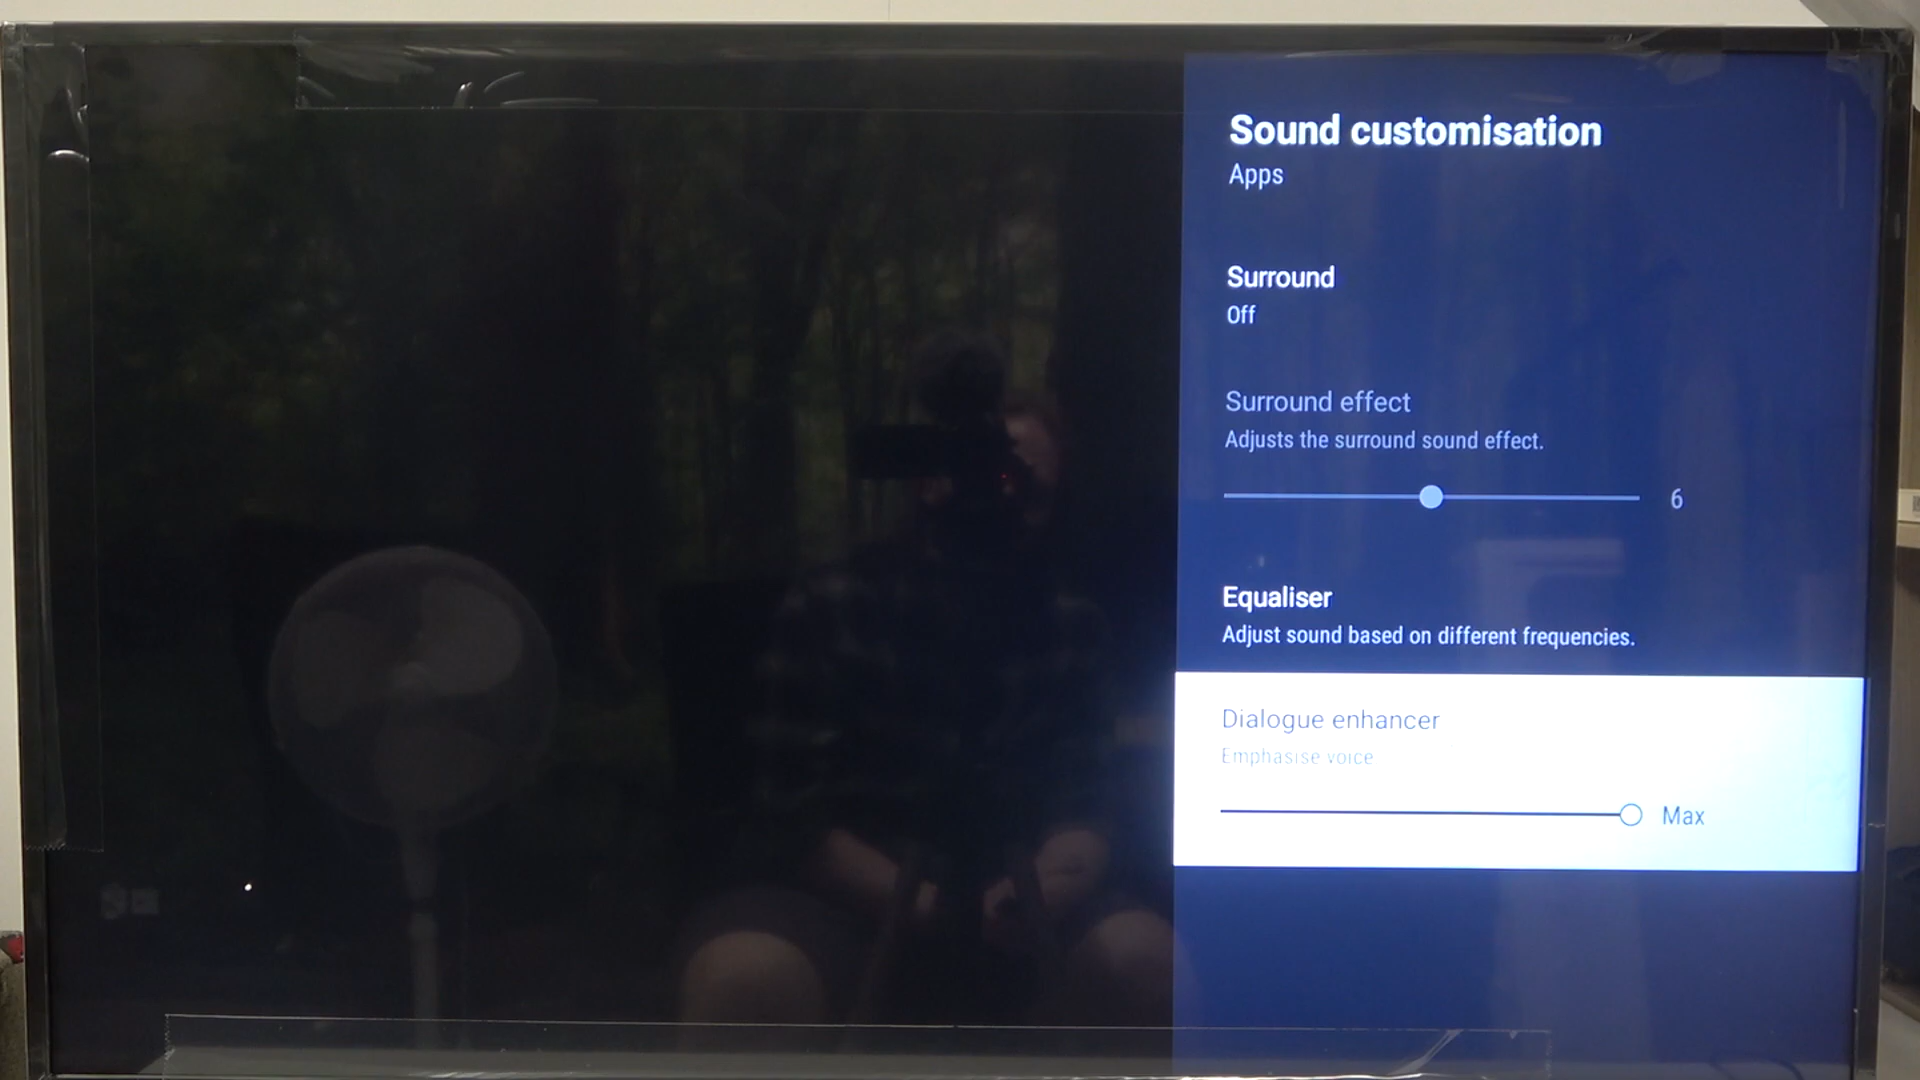 Sound customisation
Apps
Surround
Off
Surround effect
Adjusts the surround sound effect.
6
Equaliser
Adjust sound based on different frequencies.
Dialogue enhancer
Emphasise voice
Max